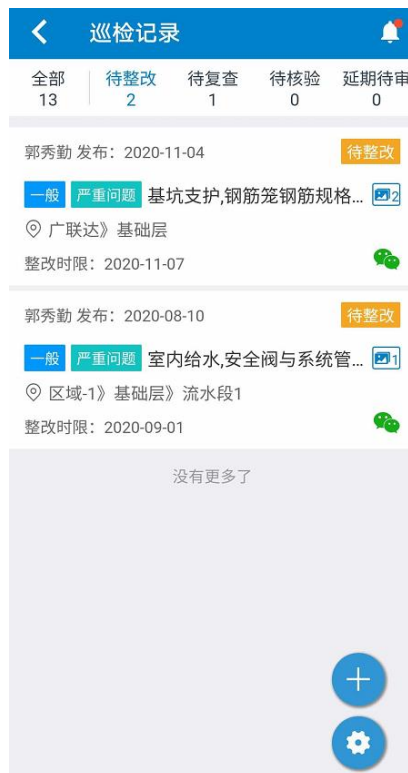 巡检记录
全部 待整改 待复查 待核验 延期待审
13 2 1 0 0
郭秀勤 发布：2020-11-04 待整改
一般 严重问题 基坑支护,钢筋笼钢筋规格... 2
广联达》基础层
整改时限：2020-11-07
郭秀勤 发布：2020-08-10 待整改
一般 严重问题 室内给水,安全阀与系统管... 1
区域-1》基础层》流水段1
整改时限：2020-09-01
没有更多了